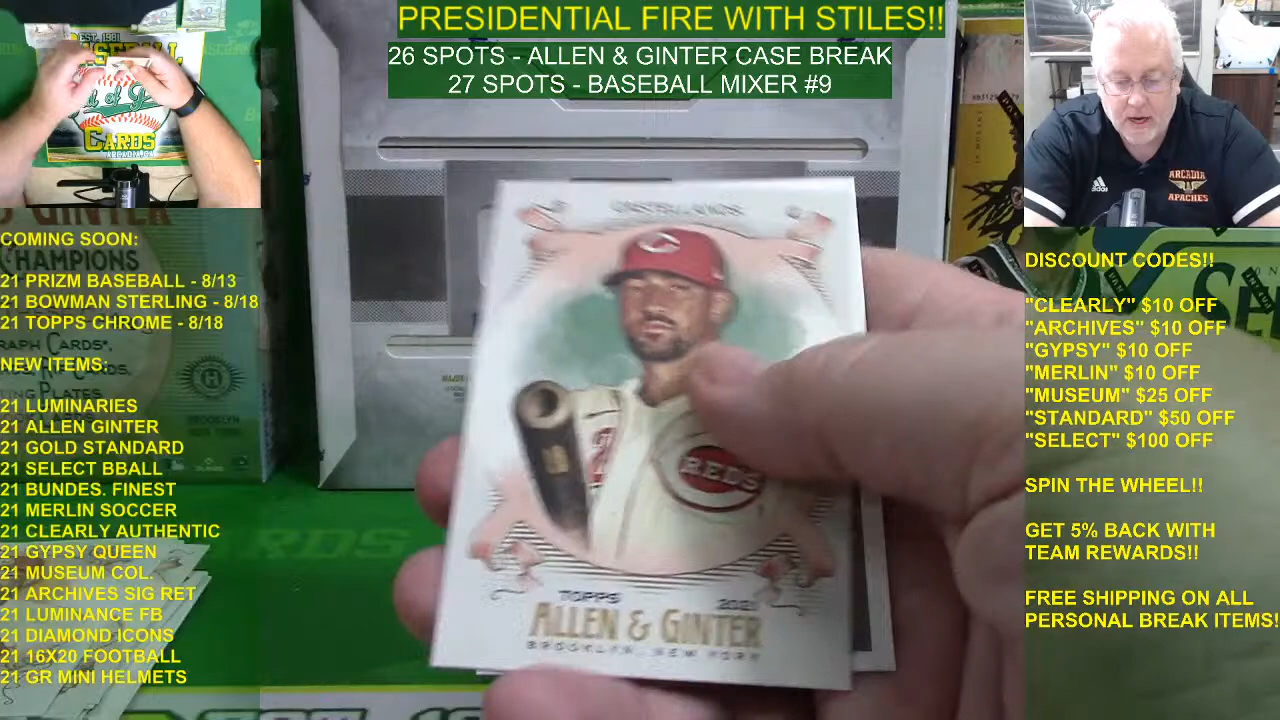 PRESIDENTIAL FIRE WITH STILES!!
26 SPOTS - ALLEN & GINTER CASE BREAK
27 SPOTS - BASEBALL MIXER #9
EST. 1981
CARDS
GINTER
COMING SOON:
CHAMPIONS
21 PRIZM BASEBALL - 8/13
21 BOWMAN STERLING - 8/18
21 TOPPS CHROME - 8/18
NEW ITEMS:
21 LUMINARIES
21 ALLEN GINTER
21 GOLD STANDARD
21 SELECT BBALL
21 BUNDES. FINEST
21 MERLIN SOCCER
21 CLEARLY AUTHENTIC
21 GYPSY QUEEN
21 MUSEUM COL.
21 ARCHIVES SIG RET
21 LUMINANCE FB
21 DIAMOND ICONS
21 16X20 FOOTBALL
21 GR MINI HELMETS
REDS
TOPPS 2021
ALLEN & GINTER
BROOKLYN, NEW YORK
adidas
ARCADIA
APACHES
DISCOUNT CODES!!
"CLEARLY" $10 OFF
"ARCHIVES" $10 OFF
"GYPSY" $10 OFF
"MERLIN" $10 OFF
"MUSEUM" $25 OFF
"STANDARD" $50 OFF
"SELECT" $100 OFF
SPIN THE WHEEL!!
GET 5% BACK WITH
TEAM REWARDS!!
FREE SHIPPING ON ALL
PERSONAL BREAK ITEMS!